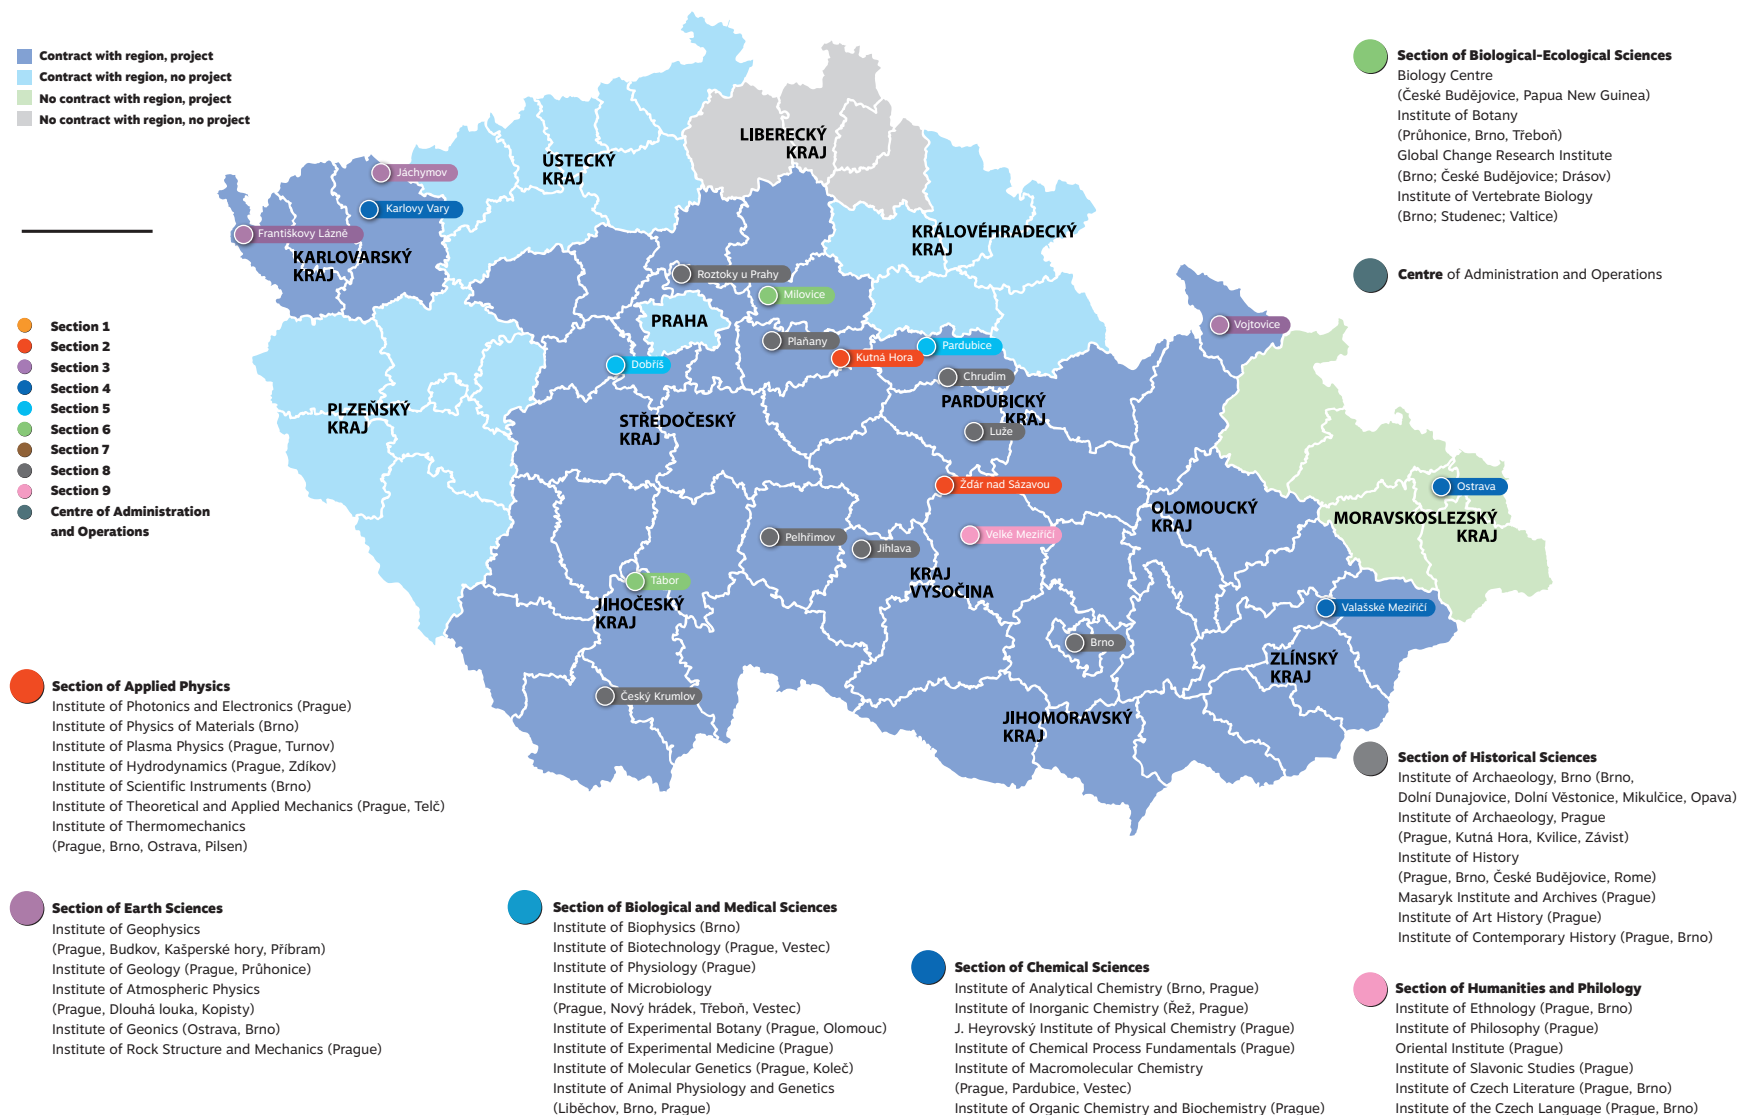 Contract with region, project
Contract with region, no project
No contract with region, project
No contract with region, no project
Section 1
Section 2
Section 3
Section 4
Section 5
Section 6
Section 7
Section 8
Section 9
Centre of Administration
and Operations
LIBERECKÝ
KRAJ
ÚSTECKÝ
KRAJ
Jáchymov
Karlovy Vary
Františkovy Lázně
KARLOVARSKÝ
KRAJ
KRÁLOVÉHRADECKÝ
KRAJ
Roztoky u Prahy
Milovice
PRAHA
Vojtovice
Plaňany
Pardubice
Kutná Hora
Dobříš
Chrudim
PLZEŇSKÝ
KRAJ
STŘEDOČESKÝ
KRAJ
PARDUBICKÝ
KRAJ
Luže
Žďár nad Sázavou
Ostrava
OLOMOUCKÝ
KRAJ
MORAVSKOSLEZSKÝ
KRAJ
Pelhřimov
Jihlava
Velké Meziříčí
KRAJ
VYSOČINA
Tábor
JIHOČESKÝ
KRAJ
Valašské Meziříčí
Brno
ZLÍNSKÝ
KRAJ
Český Krumlov
JIHOMORAVSKÝ
KRAJ
Section of Biological-Ecological Sciences
Biology Centre
(České Budějovice, Papua New Guinea)
Institute of Botany
(Průhonice, Brno, Třeboň)
Global Change Research Institute
(Brno; České Budějovice; Drásov)
Institute of Vertebrate Biology
(Brno; Studenec; Valtice)
Centre of Administration and Operations
Section of Applied Physics
Institute of Photonics and Electronics (Prague)
Institute of Physics of Materials (Brno)
Institute of Plasma Physics (Prague, Turnov)
Institute of Hydrodynamics (Prague, Zdíkov)
Institute of Scientific Instruments (Brno)
Institute of Theoretical and Applied Mechanics (Prague, Telč)
Institute of Thermomechanics
(Prague, Brno, Ostrava, Pilsen)
Section of Earth Sciences
Institute of Geophysics
(Prague, Budkov, Kašperské hory, Příbram)
Institute of Geology (Prague, Průhonice)
Institute of Atmospheric Physics
(Prague, Dlouhá louka, Kopisty)
Institute of Geonics (Ostrava, Brno)
Institute of Rock Structure and Mechanics (Prague)
Section of Biological and Medical Sciences
Institute of Biophysics (Brno)
Institute of Biotechnology (Prague, Vestec)
Institute of Physiology (Prague)
Institute of Microbiology
(Prague, Nový hrádek, Třeboň, Vestec)
Institute of Experimental Botany (Prague, Olomouc)
Institute of Experimental Medicine (Prague)
Institute of Molecular Genetics (Prague, Koleč)
Institute of Animal Physiology and Genetics
(Liběchov, Brno, Prague)
Section of Chemical Sciences
Institute of Analytical Chemistry (Brno, Prague)
Institute of Inorganic Chemistry (Řež, Prague)
J. Heyrovský Institute of Physical Chemistry (Prague)
Institute of Chemical Process Fundamentals (Prague)
Institute of Macromolecular Chemistry
(Prague, Pardubice, Vestec)
Institute of Organic Chemistry and Biochemistry (Prague)
Section of Historical Sciences
Institute of Archaeology, Brno (Brno,
Dolní Dunajovice, Dolní Věstonice, Mikulčice, Opava)
Institute of Archaeology, Prague
(Prague, Kutná Hora, Kvilice, Závist)
Institute of History
(Prague, Brno, České Budějovice, Rome)
Masaryk Institute and Archives (Prague)
Institute of Art History (Prague)
Institute of Contemporary History (Prague, Brno)
Section of Humanities and Philology
Institute of Ethnology (Prague, Brno)
Institute of Philosophy (Prague)
Oriental Institute (Prague)
Institute of Slavonic Studies (Prague)
Institute of Czech Literature (Prague, Brno)
Institute of the Czech Language (Prague, Brno)